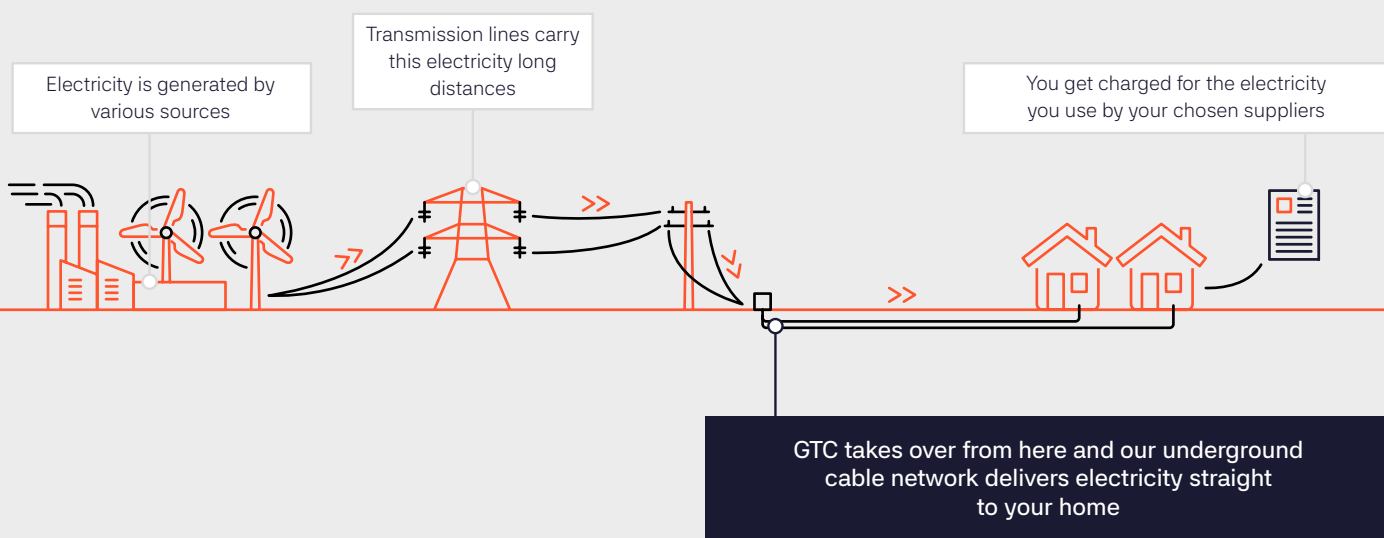 Electricity is generated by
various sources
Transmission lines carry
this electricity long
distances
You get charged for the electricity
you use by your chosen suppliers
GTC takes over from here and our underground
cable network delivers electricity straight
to your home